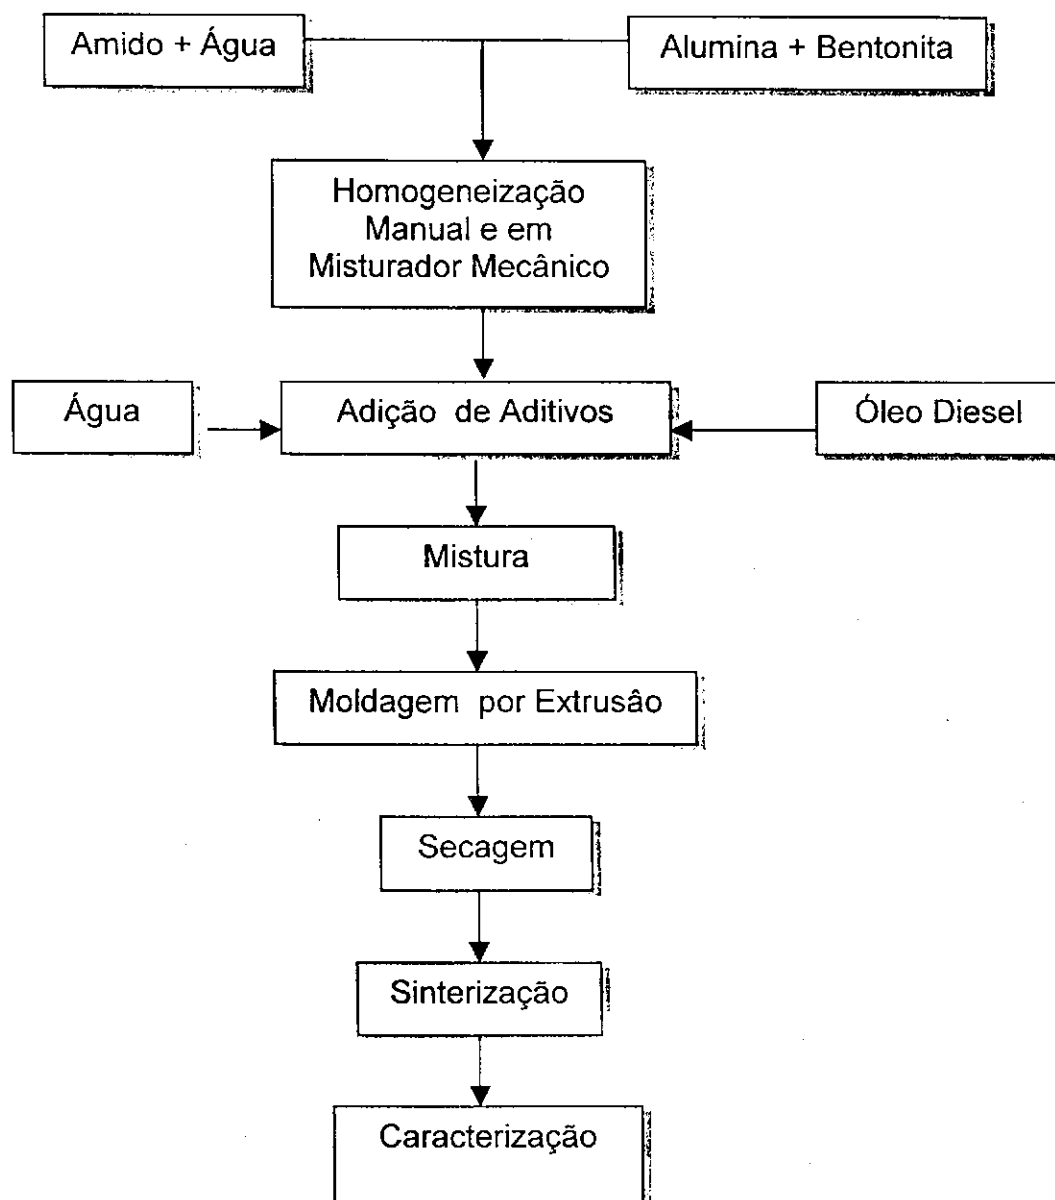 Amido + Água
Alumina + Bentonita
Homogeneização
Manual e em
Misturador Mecânico
Água
Adição de Aditivos
Óleo Diesel
Mistura
Moldagem por Extrusâo
Secagem
Sinterização
Caracterização